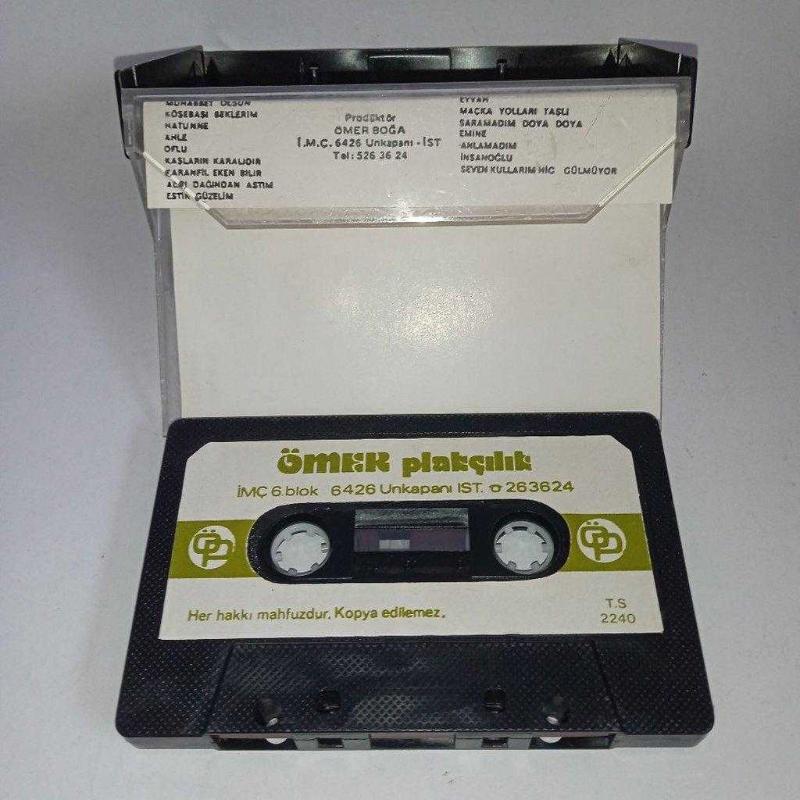 MUHABBET OLSUN
KÖŞEBAŞI BEKLERİM
HATUNNE
AHLE
OFLU
KAŞLARIN KARALIDIR
KARANFİL EKEN BİLİR
DAĞINDAN AŞTIM
ESTİK GÜZELİM
Prodüktör
ÖMER BOĞA
İ.M.Ç. 6426 Unkapanı - İST
Tel: 526 36 24
EYVAH
MAÇKA YOLLARI TAŞLI
SARAMADIM DOYA DOYA
EMİNE
ANLAMADIM
İNSANOĞLU
SEVEN KULLARIM HİÇ GÜLMÜYOR
ÖMER plakçılık
İMÇ 6.blok 6426 Unkapanı IST. ☎ 263624
ÖP
ÖP
Her hakkı mahfuzdur. Kopya edilemez.
T.S
2240